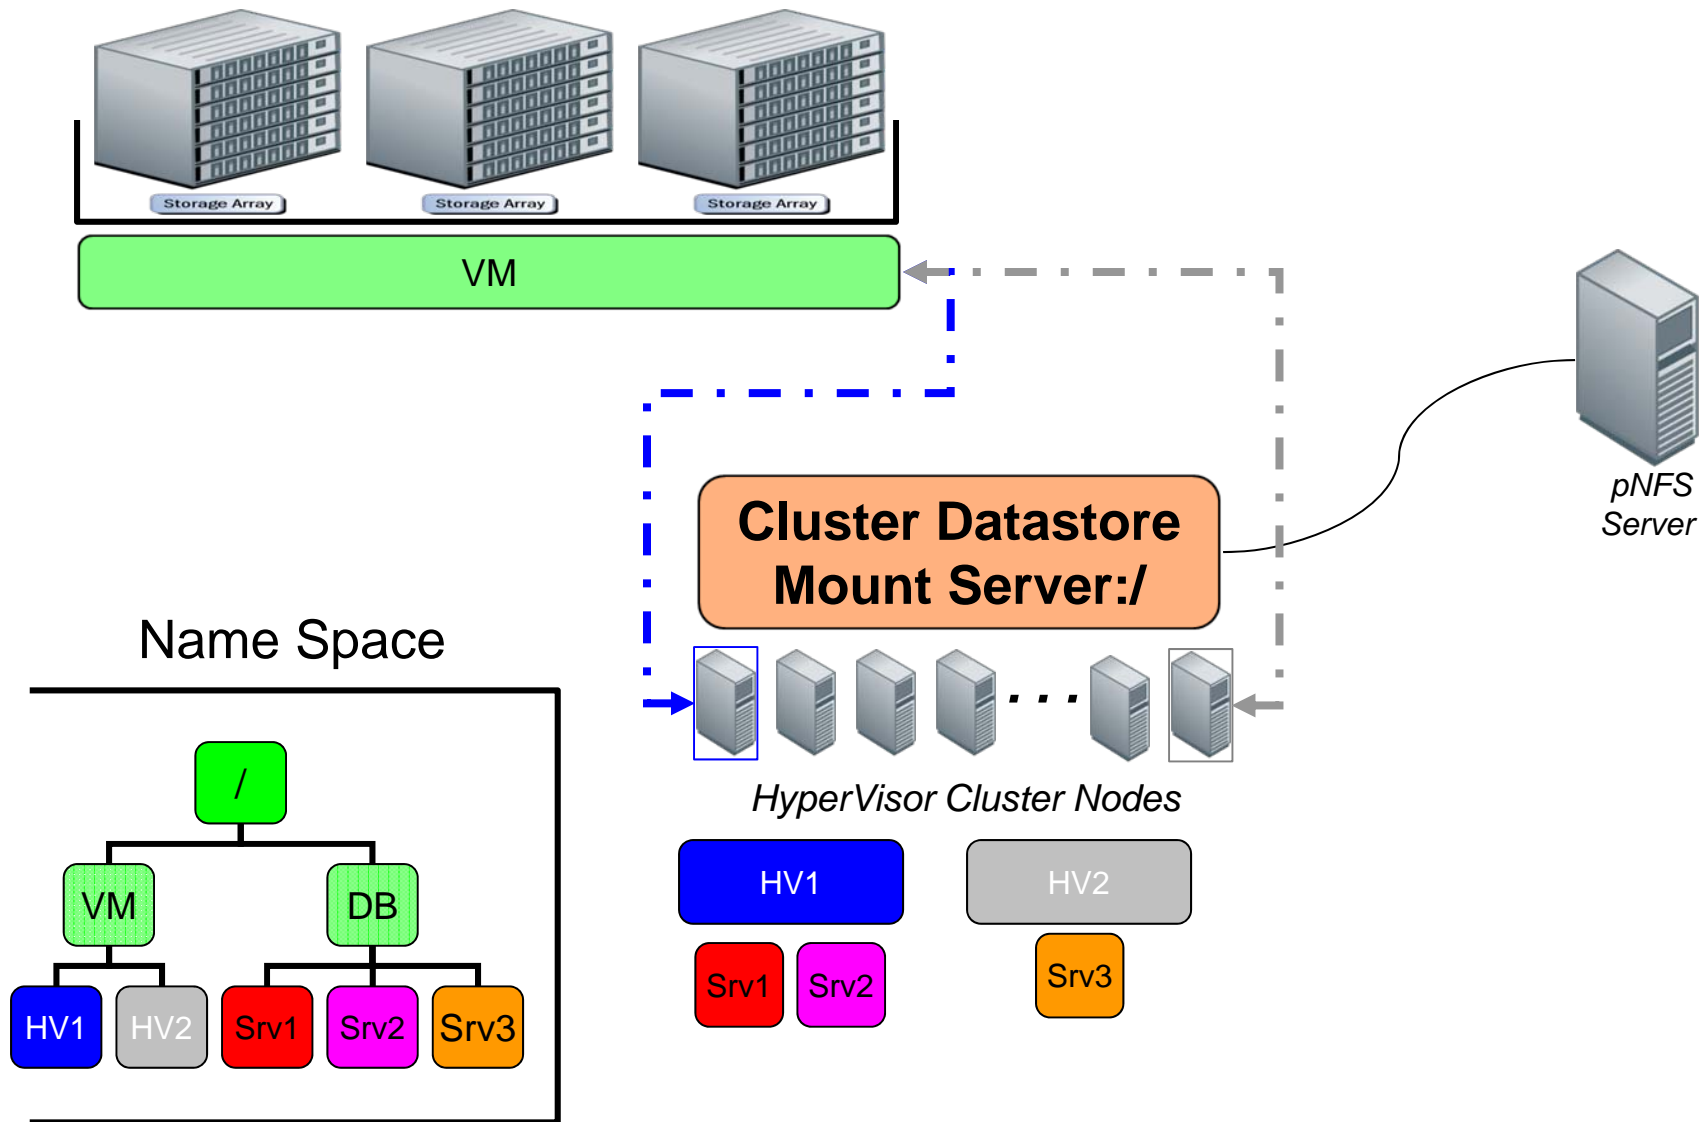 Storage Array
Storage Array
Storage Array
VM
pNFS
Server
Cluster Datastore
Mount Server:/
...
HyperVisor Cluster Nodes
HV1
HV2
Srv1
Srv2
Srv3
Name Space
/
VM
DB
HV1
HV2
Srv1
Srv2
Srv3